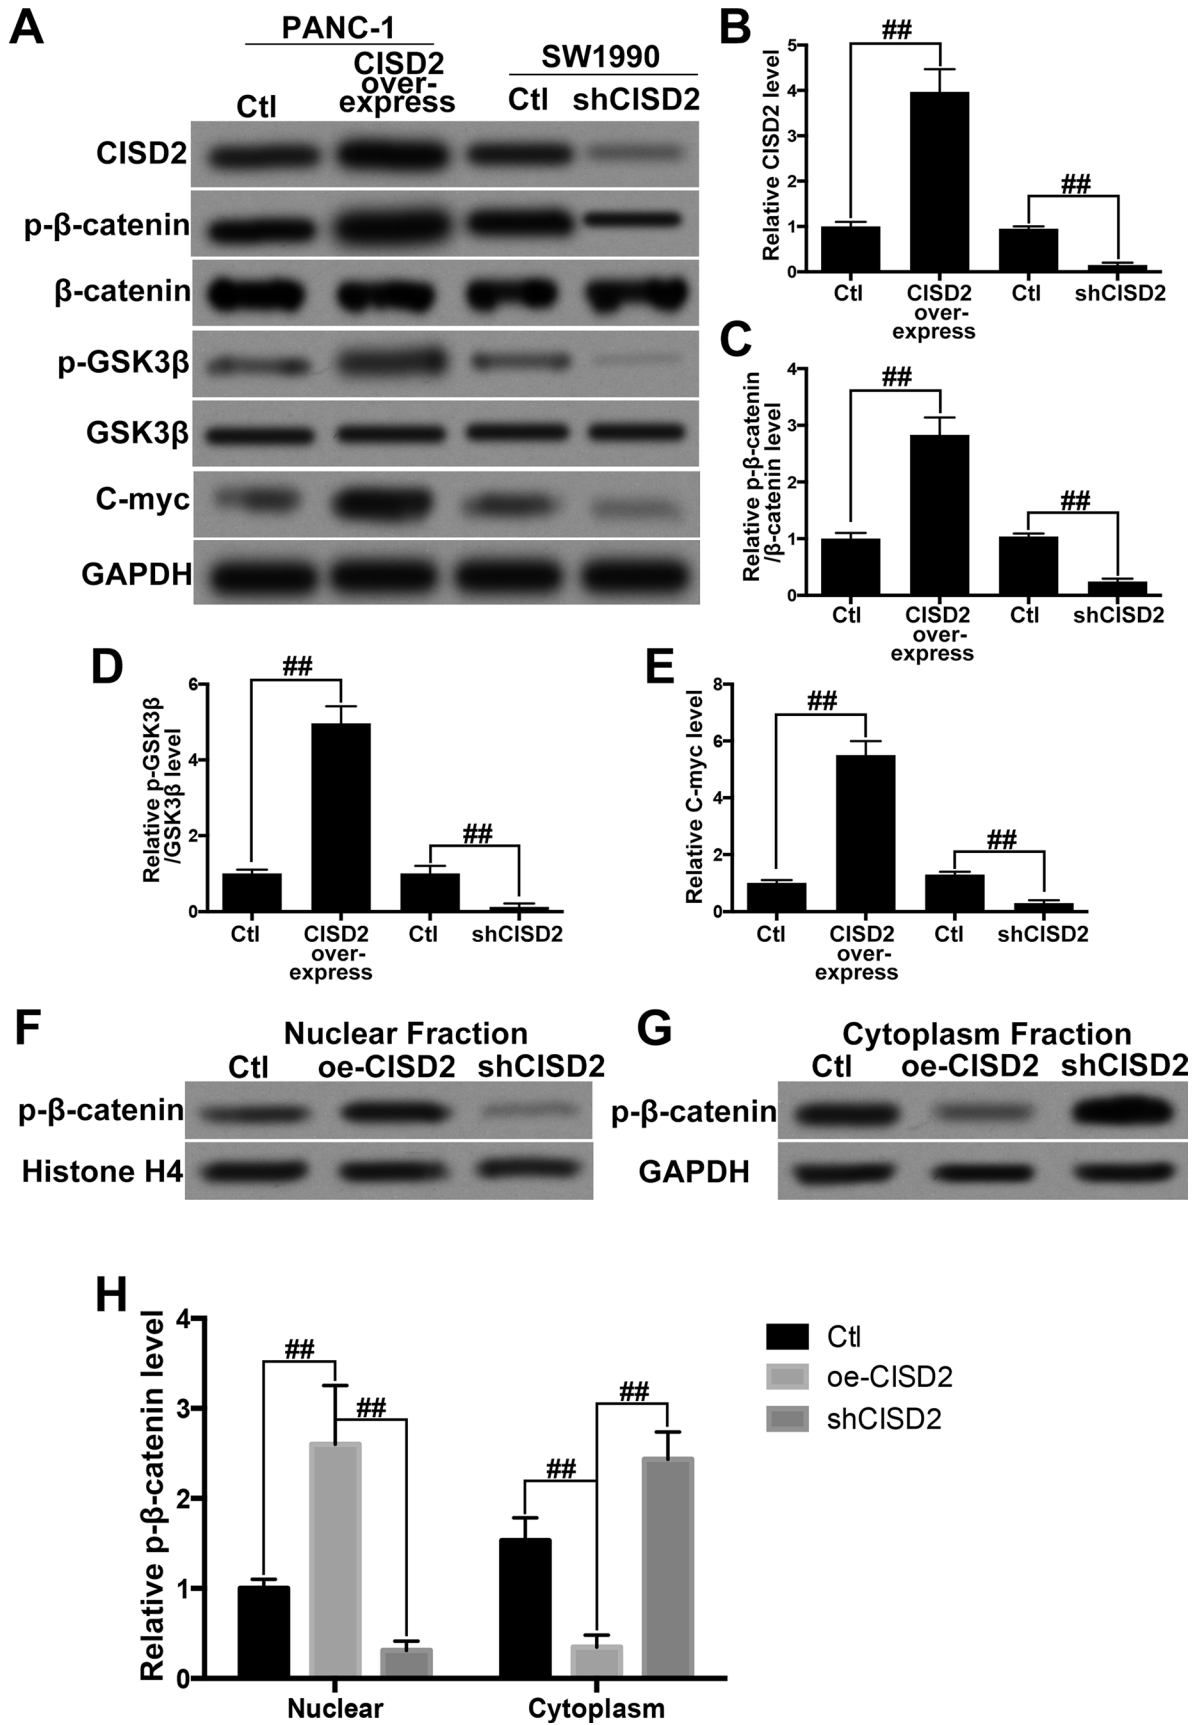 A
PANC-1
SW1990
Ctl
CISD2
over-
express
Ctl
shCISD2
CISD2
p-β-catenin
β-catenin
p-GSK3β
GSK3β
C-myc
GAPDH
B
Relative CISD2 level
5
4
3
2
1
0
##
##
Ctl
CISD2
over-
express
Ctl
shCISD2
C
Relative p-β-catenin
/β-catenin level
4
3
2
1
0
##
##
Ctl
CISD2
over-
express
Ctl
shCISD2
D
Relative p-GSK3β
/GSK3β level
6
4
2
0
##
##
Ctl
CISD2
over-
express
Ctl
shCISD2
E
Relative C-myc level
8
6
4
2
0
##
##
Ctl
CISD2
over-
express
Ctl
shCISD2
F
Nuclear Fraction
Ctl oe-CISD2 shCISD2
p-β-catenin
Histone H4
G
Cytoplasm Fraction
Ctl oe-CISD2 shCISD2
p-β-catenin
GAPDH
H
Relative p-β-catenin level
4
3
2
1
0
##
##
##
##
Nuclear
Cytoplasm
Ctl
oe-CISD2
shCISD2